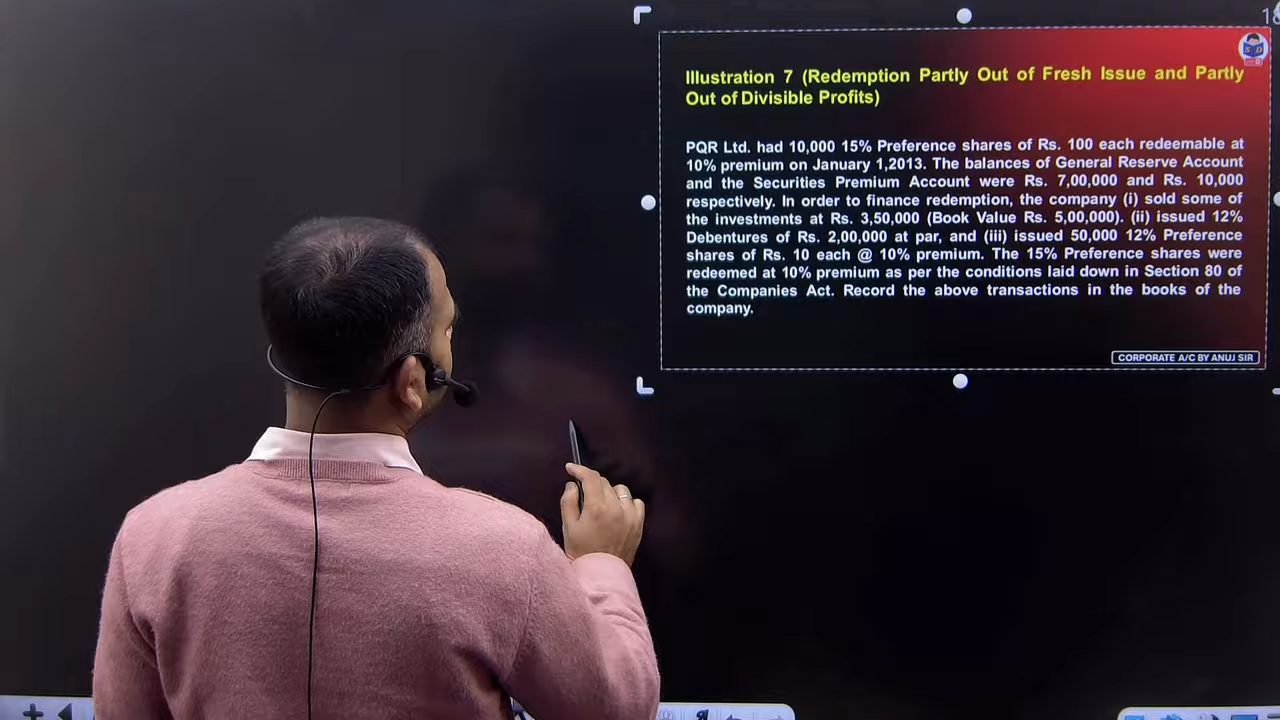 Illustration 7 (Redemption Partly Out of Fresh Issue and Partly
Out of Divisible Profits)
PQR Ltd. had 10,000 15% Preference shares of Rs. 100 each redeemable at
10% premium on January 1,2013. The balances of General Reserve Account
and the Securities Premium Account were Rs. 7,00,000 and Rs. 10,000
respectively. In order to finance redemption, the company (i) sold some of
the investments at Rs. 3,50,000 (Book Value Rs. 5,00,000). (ii) issued 12%
Debentures of Rs. 2,00,000 at par, and (iii) issued 50,000 12% Preference
shares of Rs. 10 each @ 10% premium. The 15% Preference shares were
redeemed at 10% premium as per the conditions laid down in Section 80 of
the Companies Act. Record the above transactions in the books of the
company.
CORPORATE A/C BY ANUJ SIR